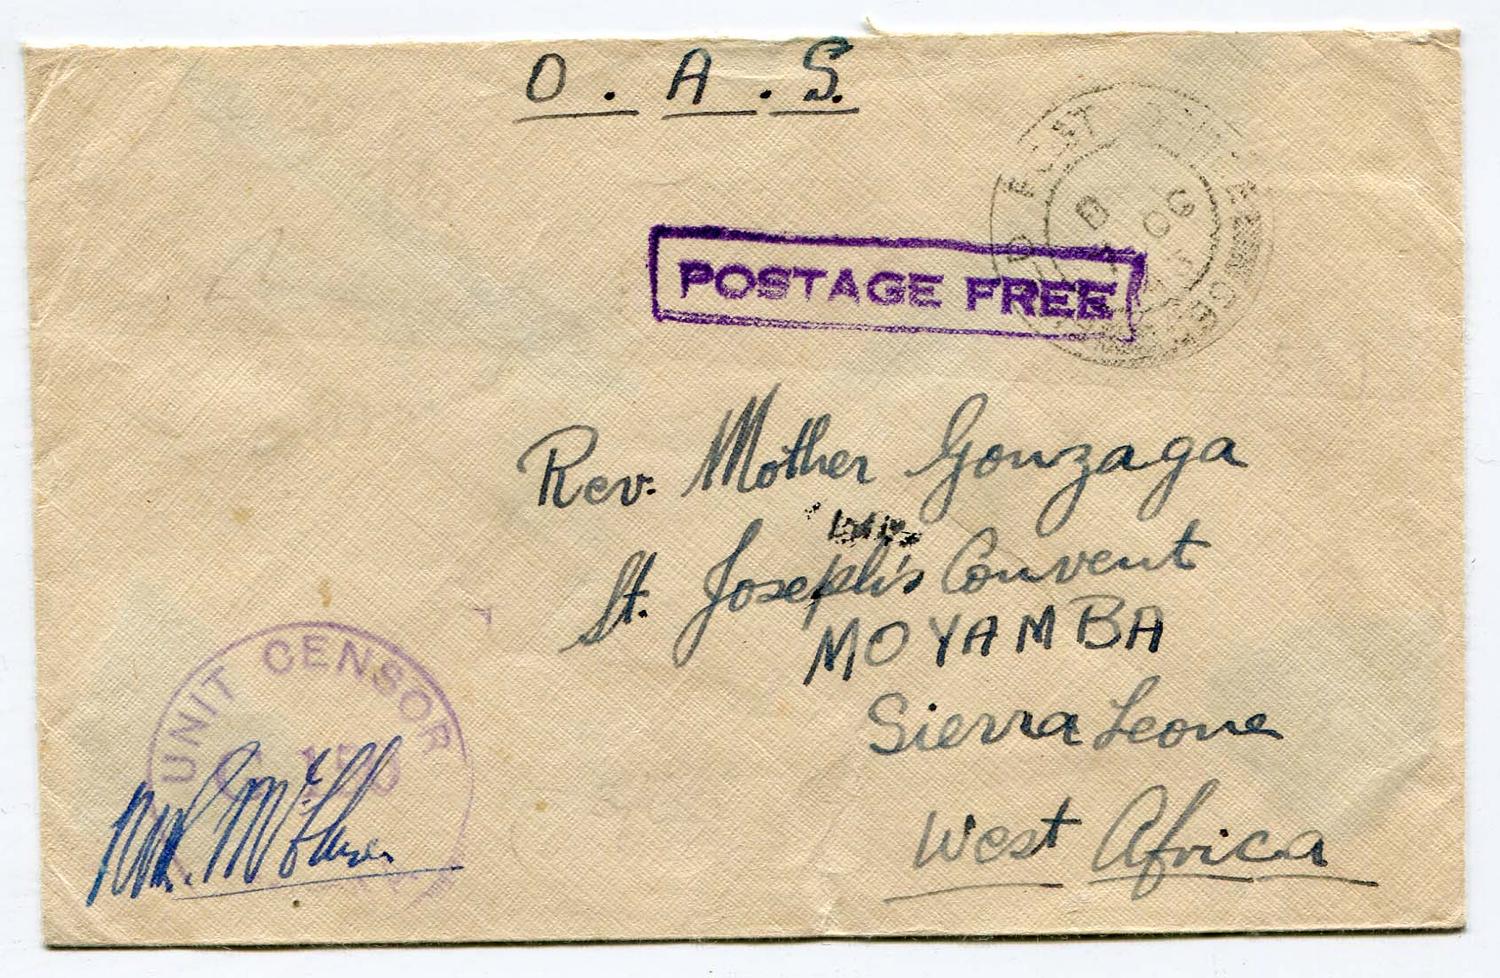 O. A. S.
POSTAGE FREE
Rev. Mother Gonzaga
St. Joseph's Convent
MOYAMBA
Sierra Leone
West Africa
UNIT CENSOR